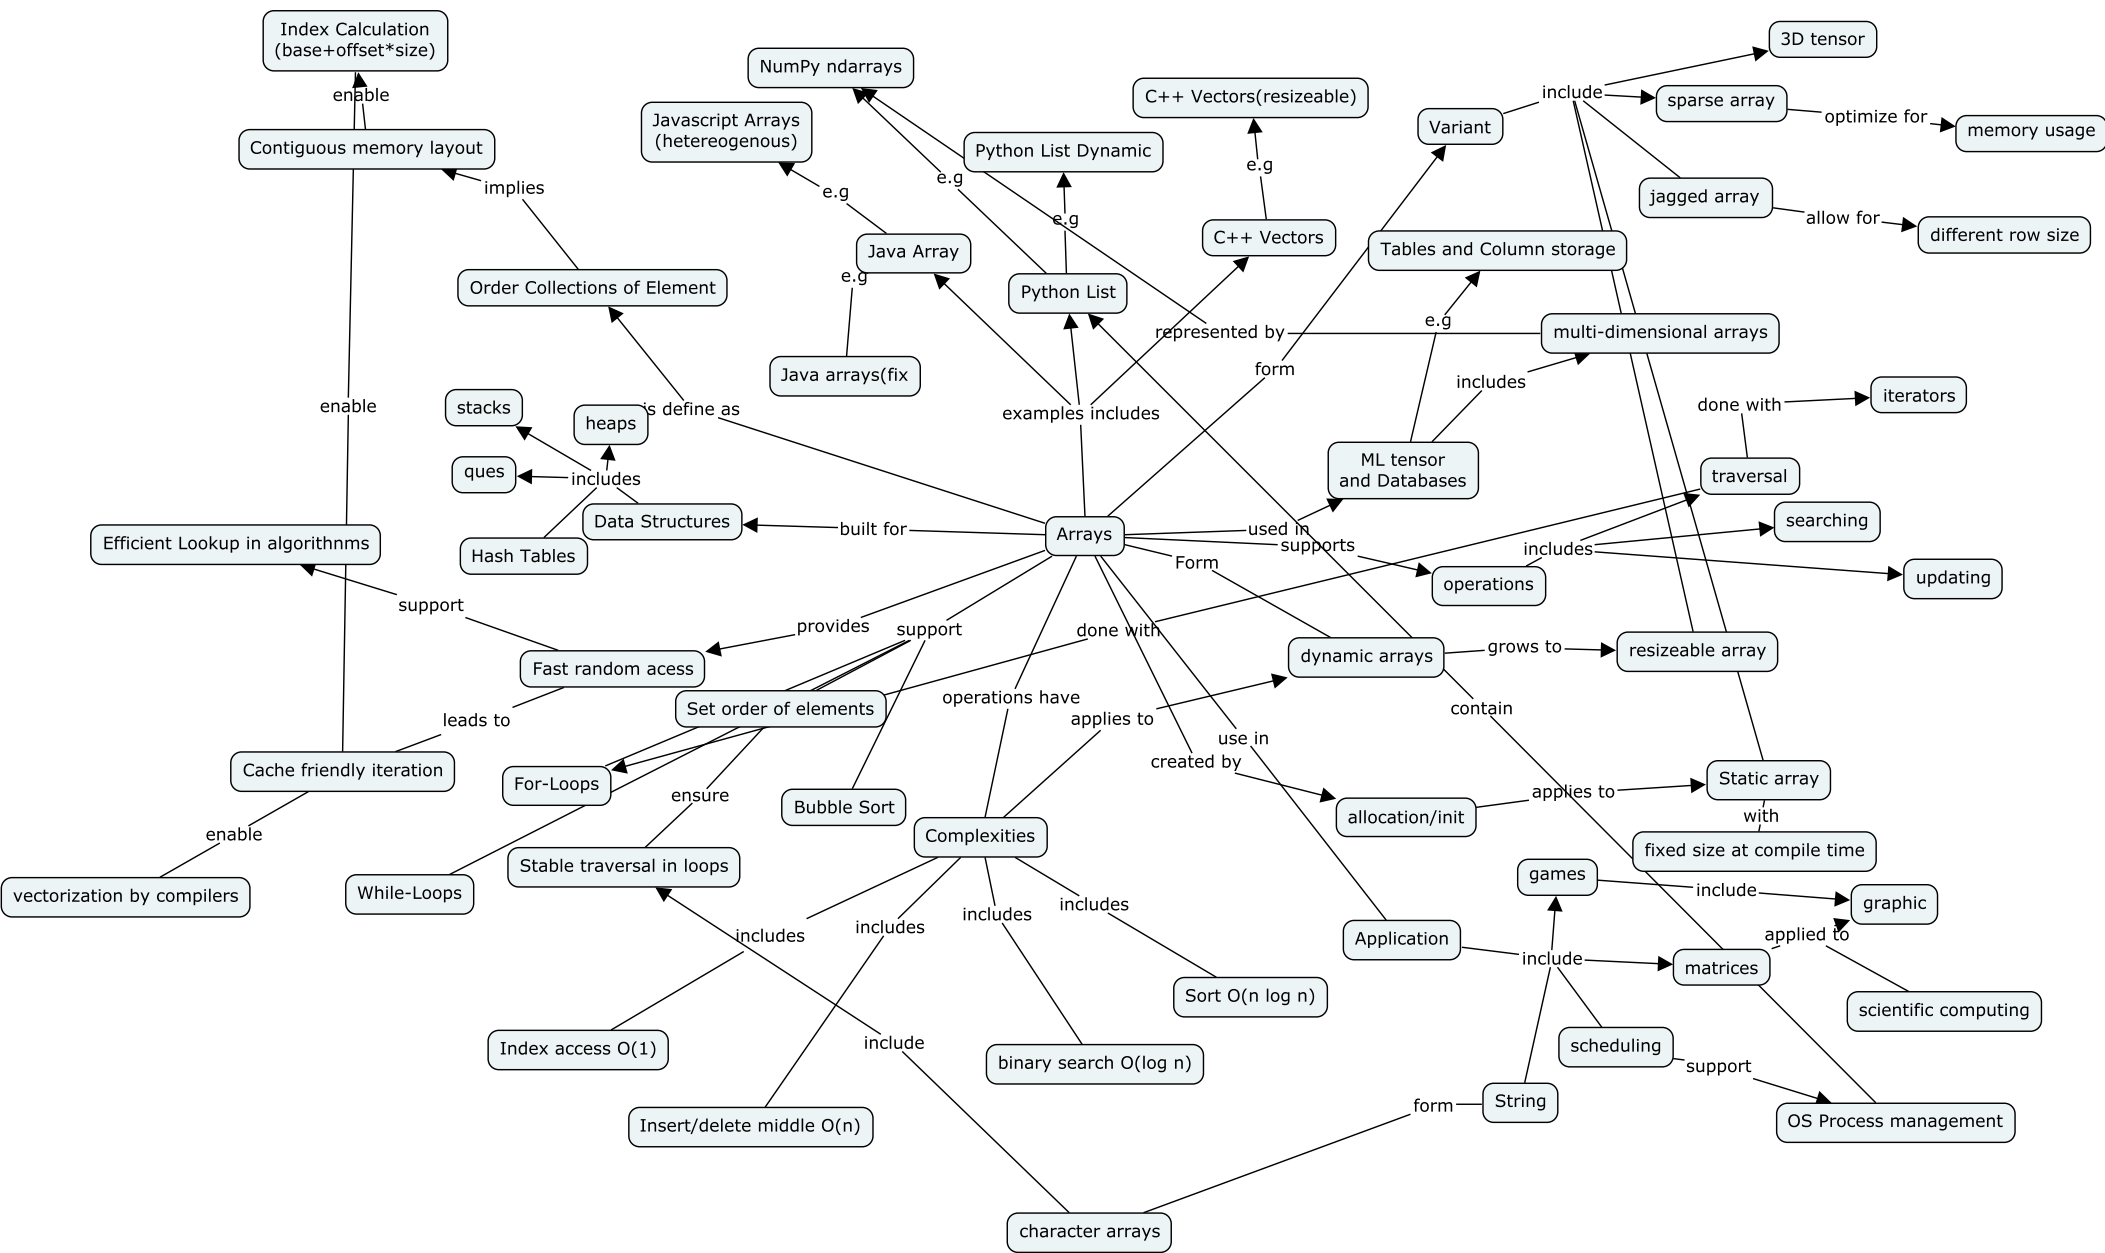 Index Calculation
(base+offset*size)
enable
Contiguous memory layout
implies
Order Collections of Element
is define as
enable
NumPy ndarrays
Javascript Arrays
(heterogenous)
e.g
Java Array
e.g
Java arrays(fix
e.g
Python List Dynamic
e.g
Python List
C++ Vectors(resizeable)
e.g
C++ Vectors
represented by
examples includes
form
Variant
include
3D tensor
sparse array
optimize for
memory usage
jagged array
allow for
different row size
Tables and Column storage
e.g
multi-dimensional arrays
includes
ML tensor
and Databases
done with
iterators
traversal
searching
includes
updating
operations
stacks
heaps
ques
includes
Data Structures
Hash Tables
built for
Arrays
used in
supports
Form
Efficient Lookup in algorithnms
support
provides
support
done with
Fast random acess
leads to
Set order of elements
dynamic arrays
grows to
resizeable array
operations have
applies to
contain
use in
created by
Cache friendly iteration
enable
vectorization by compilers
For-Loops
ensure
Bubble Sort
While-Loops
Stable traversal in loops
Complexities
allocation/init
applies to
Static array
with
fixed size at compile time
games
include
graphic
applied to
Application
include
matrices
scientific computing
scheduling
support
OS Process management
String
form
includes
includes
includes
includes
Sort O(n log n)
Index access O(1)
include
binary search O(log n)
Insert/delete middle O(n)
character arrays